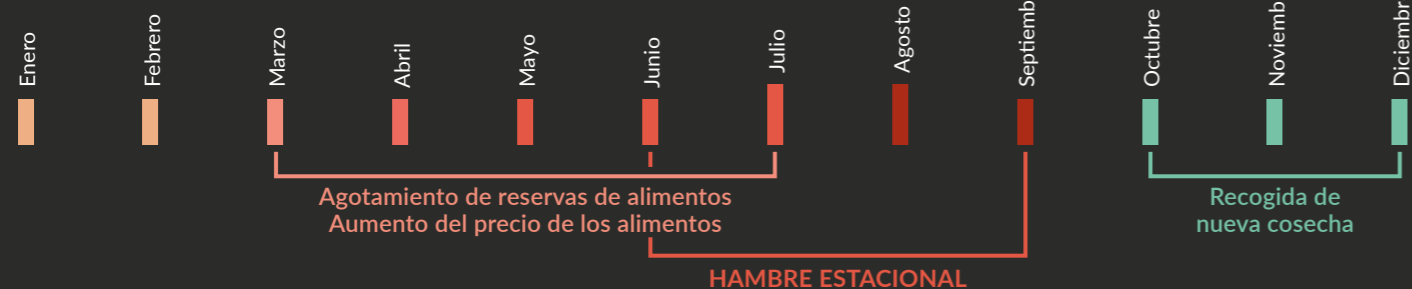 Enero
Febrero
Marzo
Abril
Mayo
Junio
Julio
Agosto
Septiemb
Octubre
Noviemb
Diciembr
Agotamiento de reservas de alimentos
Aumento del precio de los alimentos
Recogida de
nueva cosecha
HAMBRE ESTACIONAL